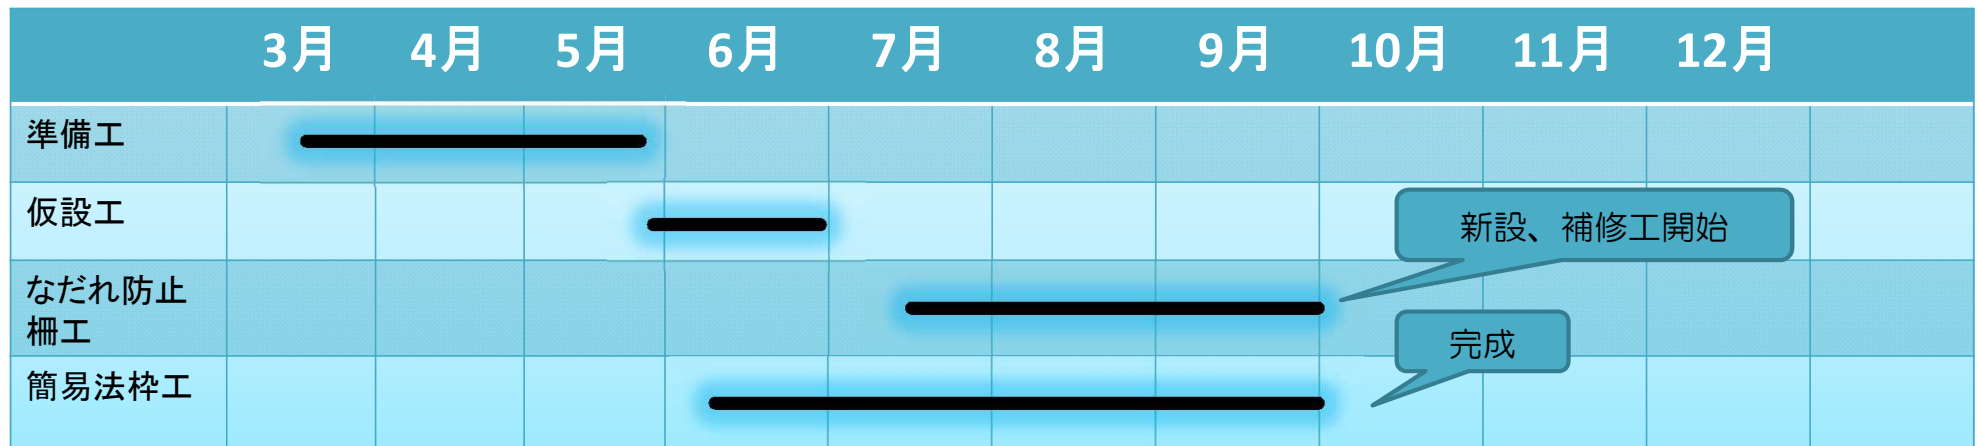 3月 4月 5月 6月 7月 8月 9月 10月 11月 12月
準備工
仮設工
新設、補修工開始
なだれ防止
柵工
完成
簡易法枠工